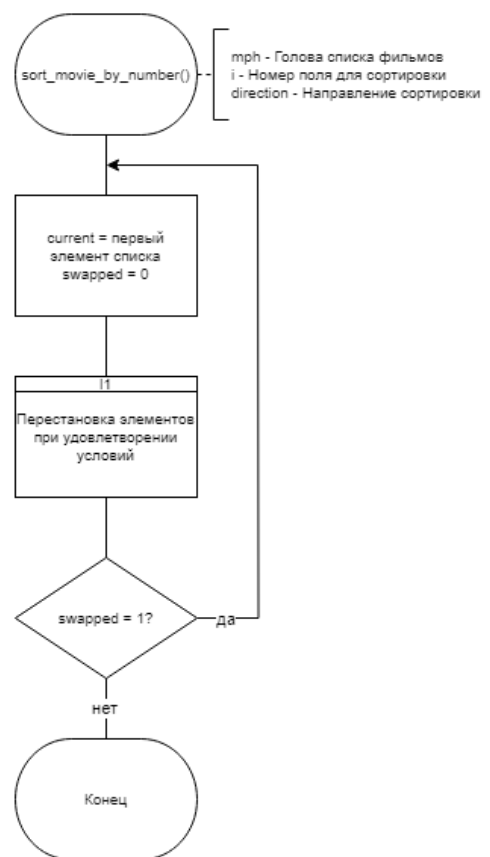 sort_movie_by_number()
mph - Голова списка фильмов
i - Номер поля для сортировки
direction - Направление сортировки
current = первый
элемент списка
swapped = 0
I1
Перестановка элементов
при удовлетворении
условий
swapped = 1?
да
нет
Конец